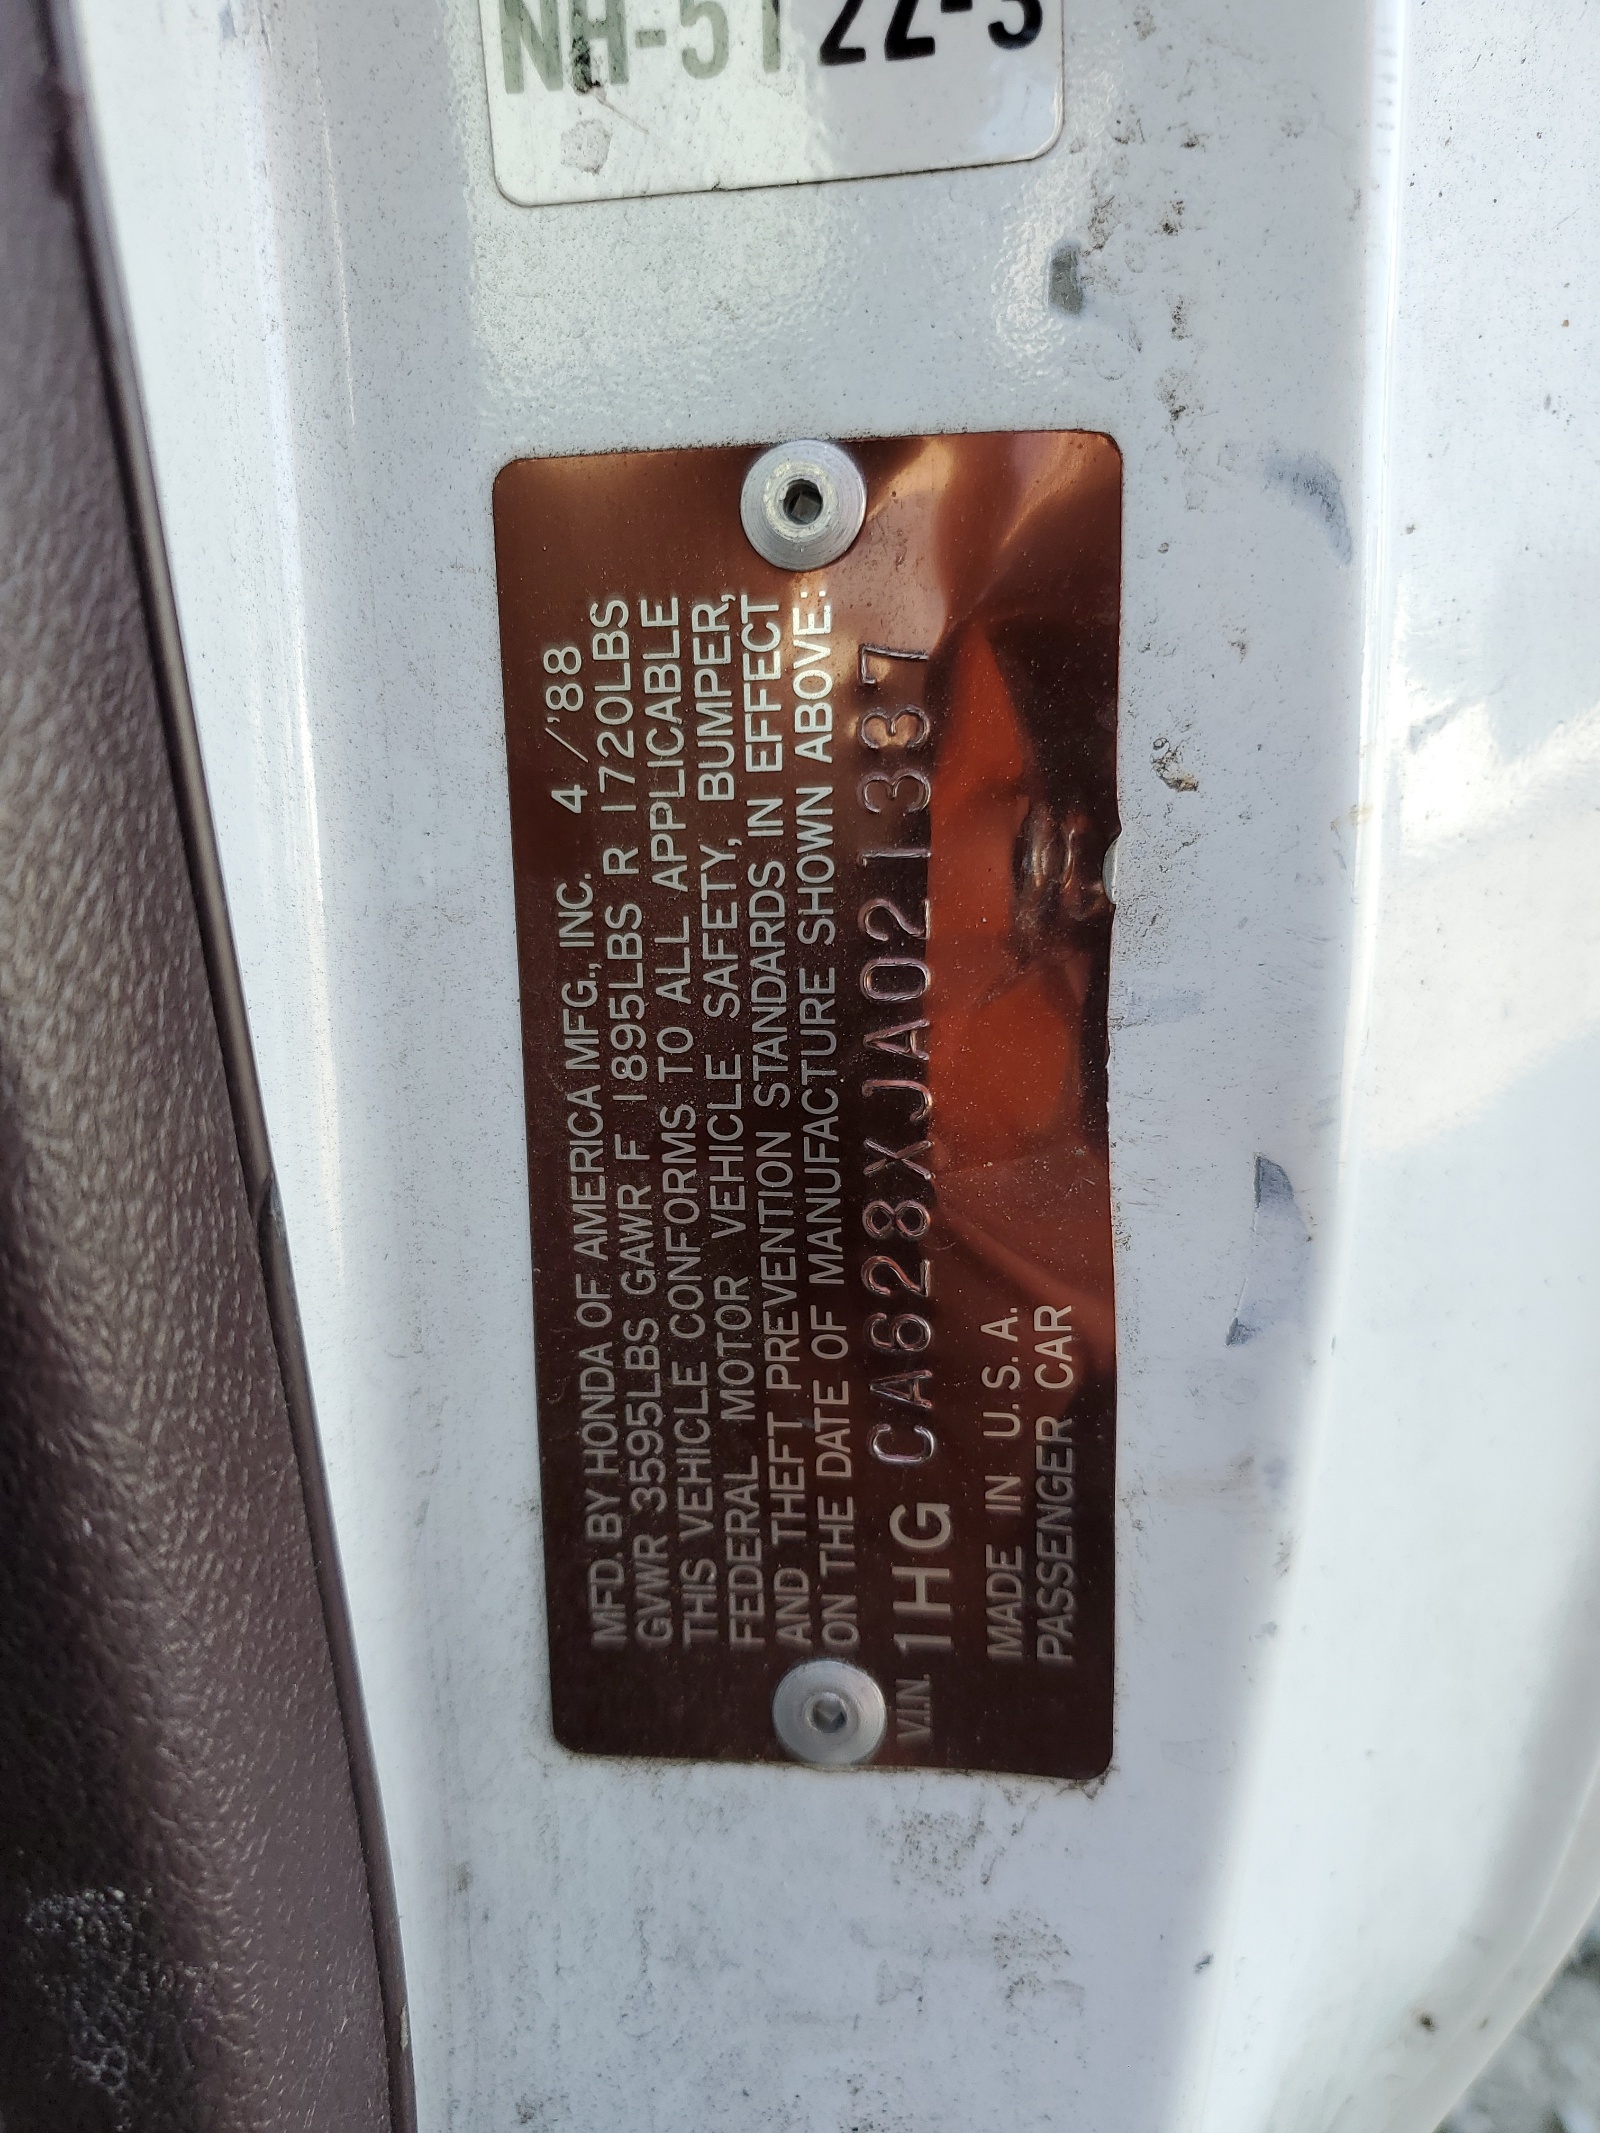 NH-51 22-3
MFD. BY HONDA OF AMERICA MFG., INC. 4 /'88
GVWR 3595LBS GAWR F 1895LBS R 1720LBS
THIS VEHICLE CONFORMS TO ALL APPLICABLE
FEDERAL MOTOR VEHICLE SAFETY, BUMPER,
AND THEFT PREVENTION STANDARDS IN EFFECT
ON THE DATE OF MANUFACTURE SHOWN ABOVE:
V.I.N. 1HG CA628XJA021337
MADE IN U.S.A.
PASSENGER CAR